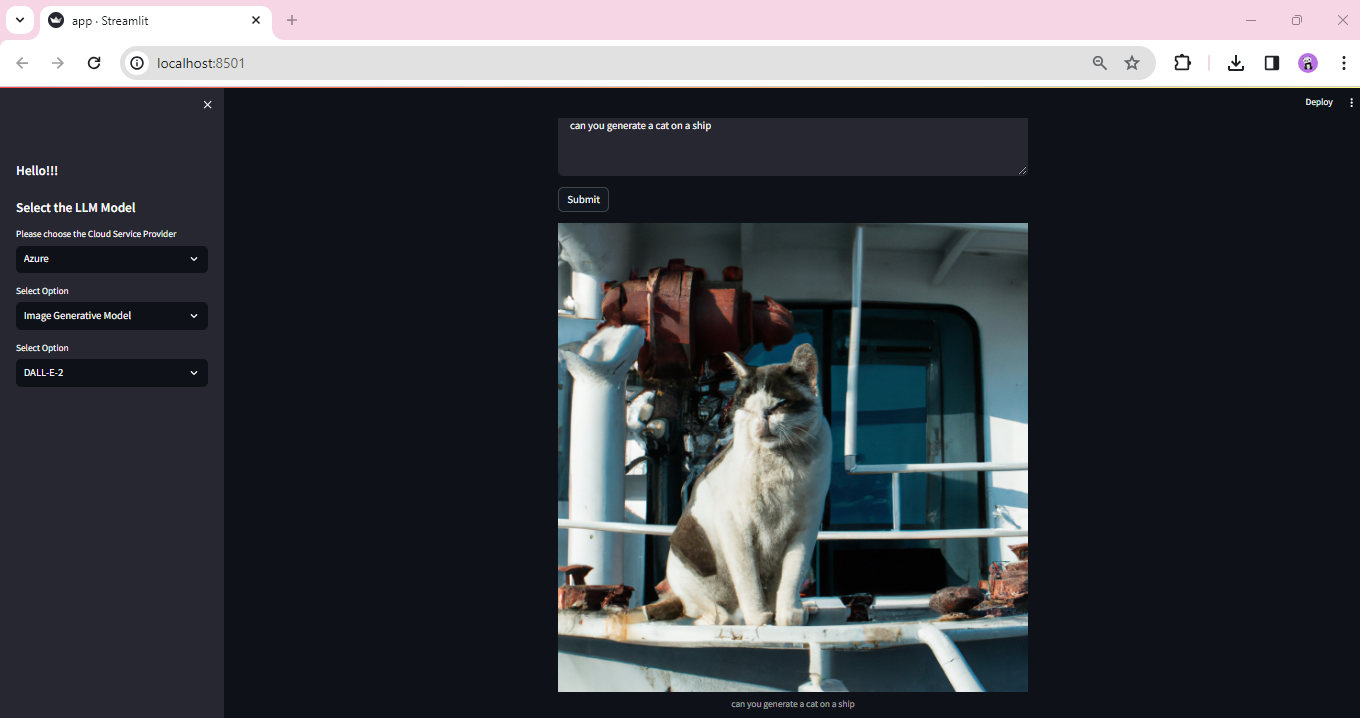 app · Streamlit
localhost:8501
Deploy
Hello!!!
Select the LLM Model
Please choose the Cloud Service Provider
Azure
Select Option
Image Generative Model
Select Option
DALL-E-2
can you generate a cat on a ship
Submit
can you generate a cat on a ship